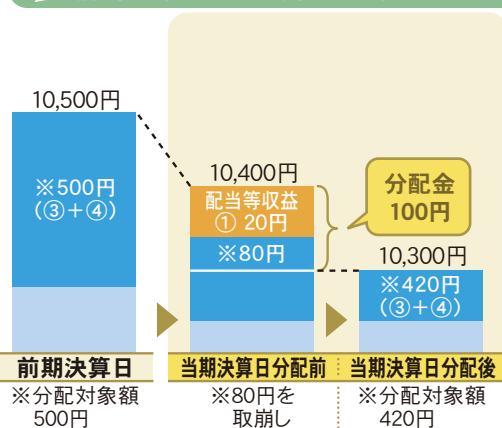 10,500円
※500円
(③+④)
10,400円
配当等収益
① 20円
※80円
分配金
100円
10,300円
※420円
(③+④)
前期決算日
当期決算日分配前
当期決算日分配後
※分配対象額
500円
※80円を
取崩し
※分配対象額
420円